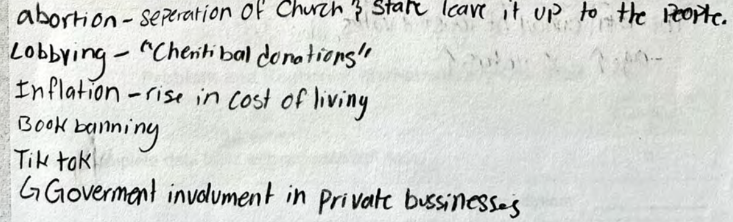 abortion - seperation of Church & State leave it up to the People.
Lobbying - "Cheritibal donations"
Inflation - rise in cost of living
Book banning
Tik tok
G Goverment involument in Private bussinesses